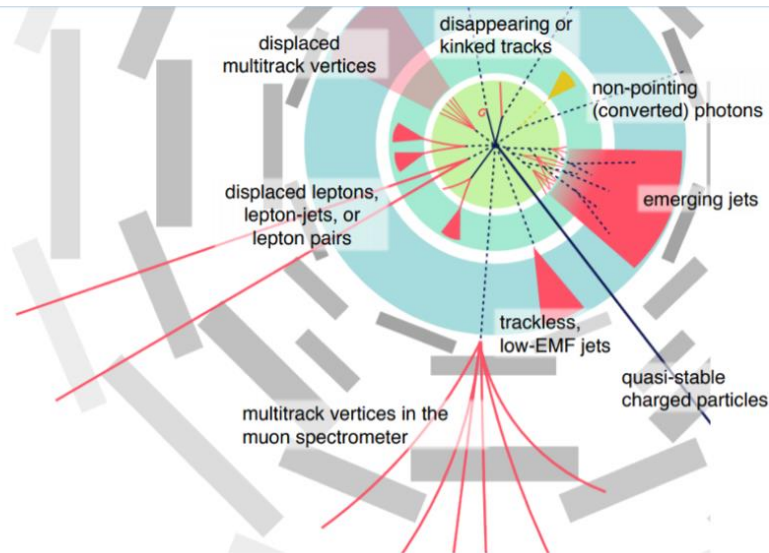 disappearing or
kinked tracks
displaced
multitrack vertices
non-pointing
(converted) photons
displaced leptons,
lepton-jets, or
lepton pairs
emerging jets
trackless,
low-EMF jets
quasi-stable
charged particles
multitrack vertices in the
muon spectrometer